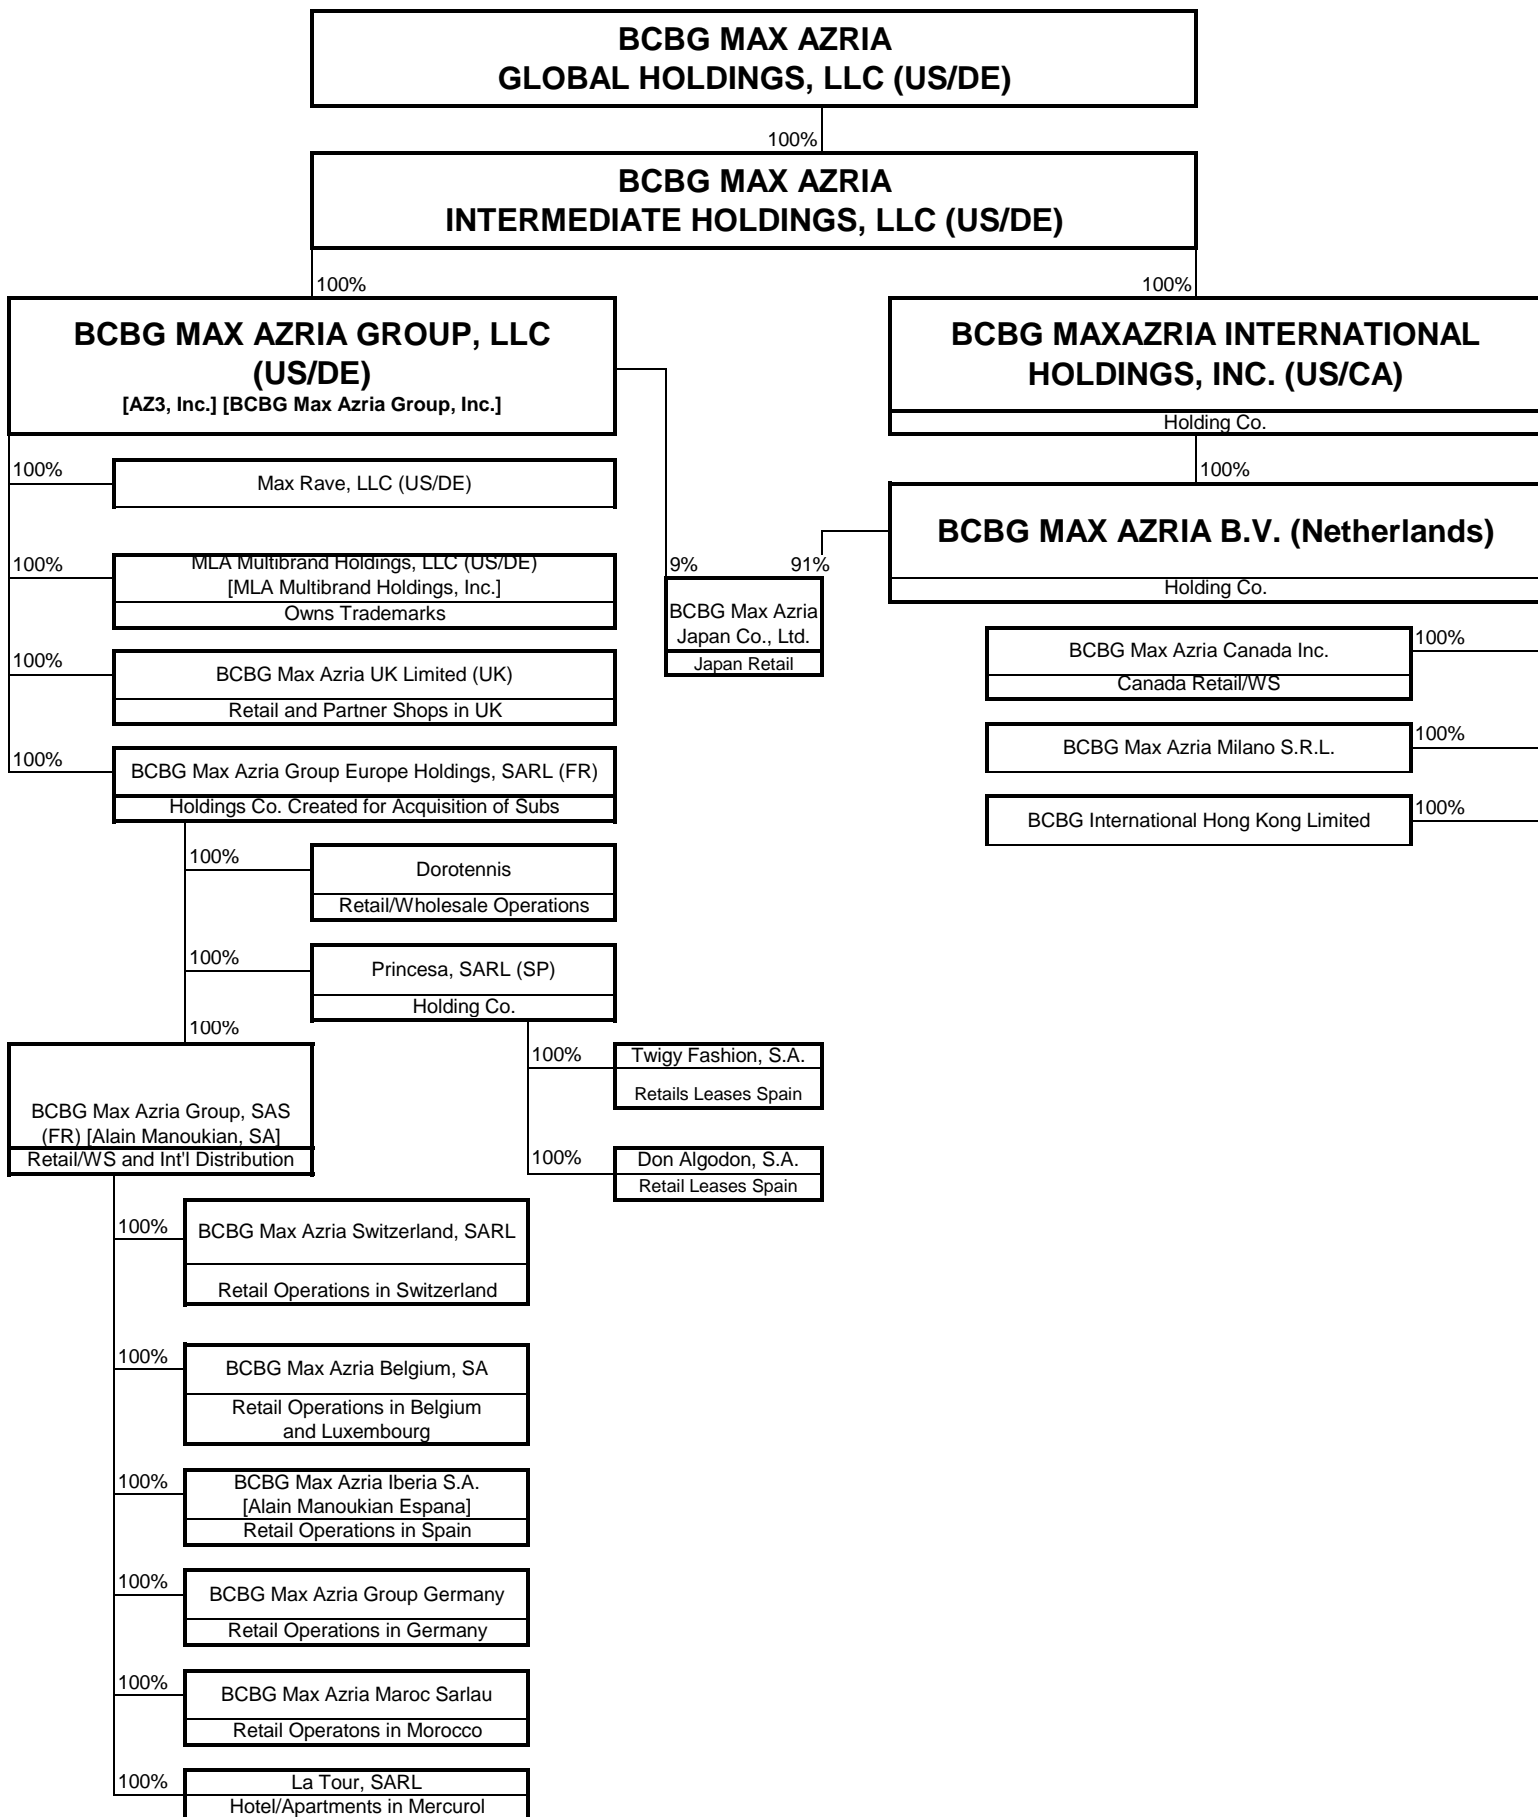 BCBG MAX AZRIA
GLOBAL HOLDINGS, LLC (US/DE)
100%
BCBG MAX AZRIA
INTERMEDIATE HOLDINGS, LLC (US/DE)
100%
100%
BCBG MAX AZRIA GROUP, LLC
(US/DE)
[AZ3, Inc.] [BCBG Max Azria Group, Inc.]
BCBG MAXAZRIA INTERNATIONAL
HOLDINGS, INC. (US/CA)
Holding Co.
100%
Max Rave, LLC (US/DE)
100%
BCBG MAX AZRIA B.V. (Netherlands)
Holding Co.
100%
MLA Multibrand Holdings, LLC (US/DE)
[MLA Multibrand Holdings, Inc.]
Owns Trademarks
9%
91%
BCBG Max Azria
Japan Co., Ltd.
Japan Retail
100%
BCBG Max Azria UK Limited (UK)
Retail and Partner Shops in UK
BCBG Max Azria Canada Inc.
Canada Retail/WS
100%
BCBG Max Azria Milano S.R.L.
100%
BCBG International Hong Kong Limited
100%
100%
BCBG Max Azria Group Europe Holdings, SARL (FR)
Holdings Co. Created for Acquisition of Subs
100%
Dorotennis
Retail/Wholesale Operations
100%
Princesa, SARL (SP)
Holding Co.
100%
BCBG Max Azria Group, SAS
(FR) [Alain Manoukian, SA]
Retail/WS and Int'l Distribution
100%
Twigy Fashion, S.A.
Retails Leases Spain
100%
Don Algodon, S.A.
Retail Leases Spain
100%
BCBG Max Azria Switzerland, SARL
Retail Operations in Switzerland
100%
BCBG Max Azria Belgium, SA
Retail Operations in Belgium
and Luxembourg
100%
BCBG Max Azria Iberia S.A.
[Alain Manoukian Espana]
Retail Operations in Spain
100%
BCBG Max Azria Group Germany
Retail Operations in Germany
100%
BCBG Max Azria Maroc Sarlau
Retail Operatons in Morocco
100%
La Tour, SARL
Hotel/Apartments in Mercurol